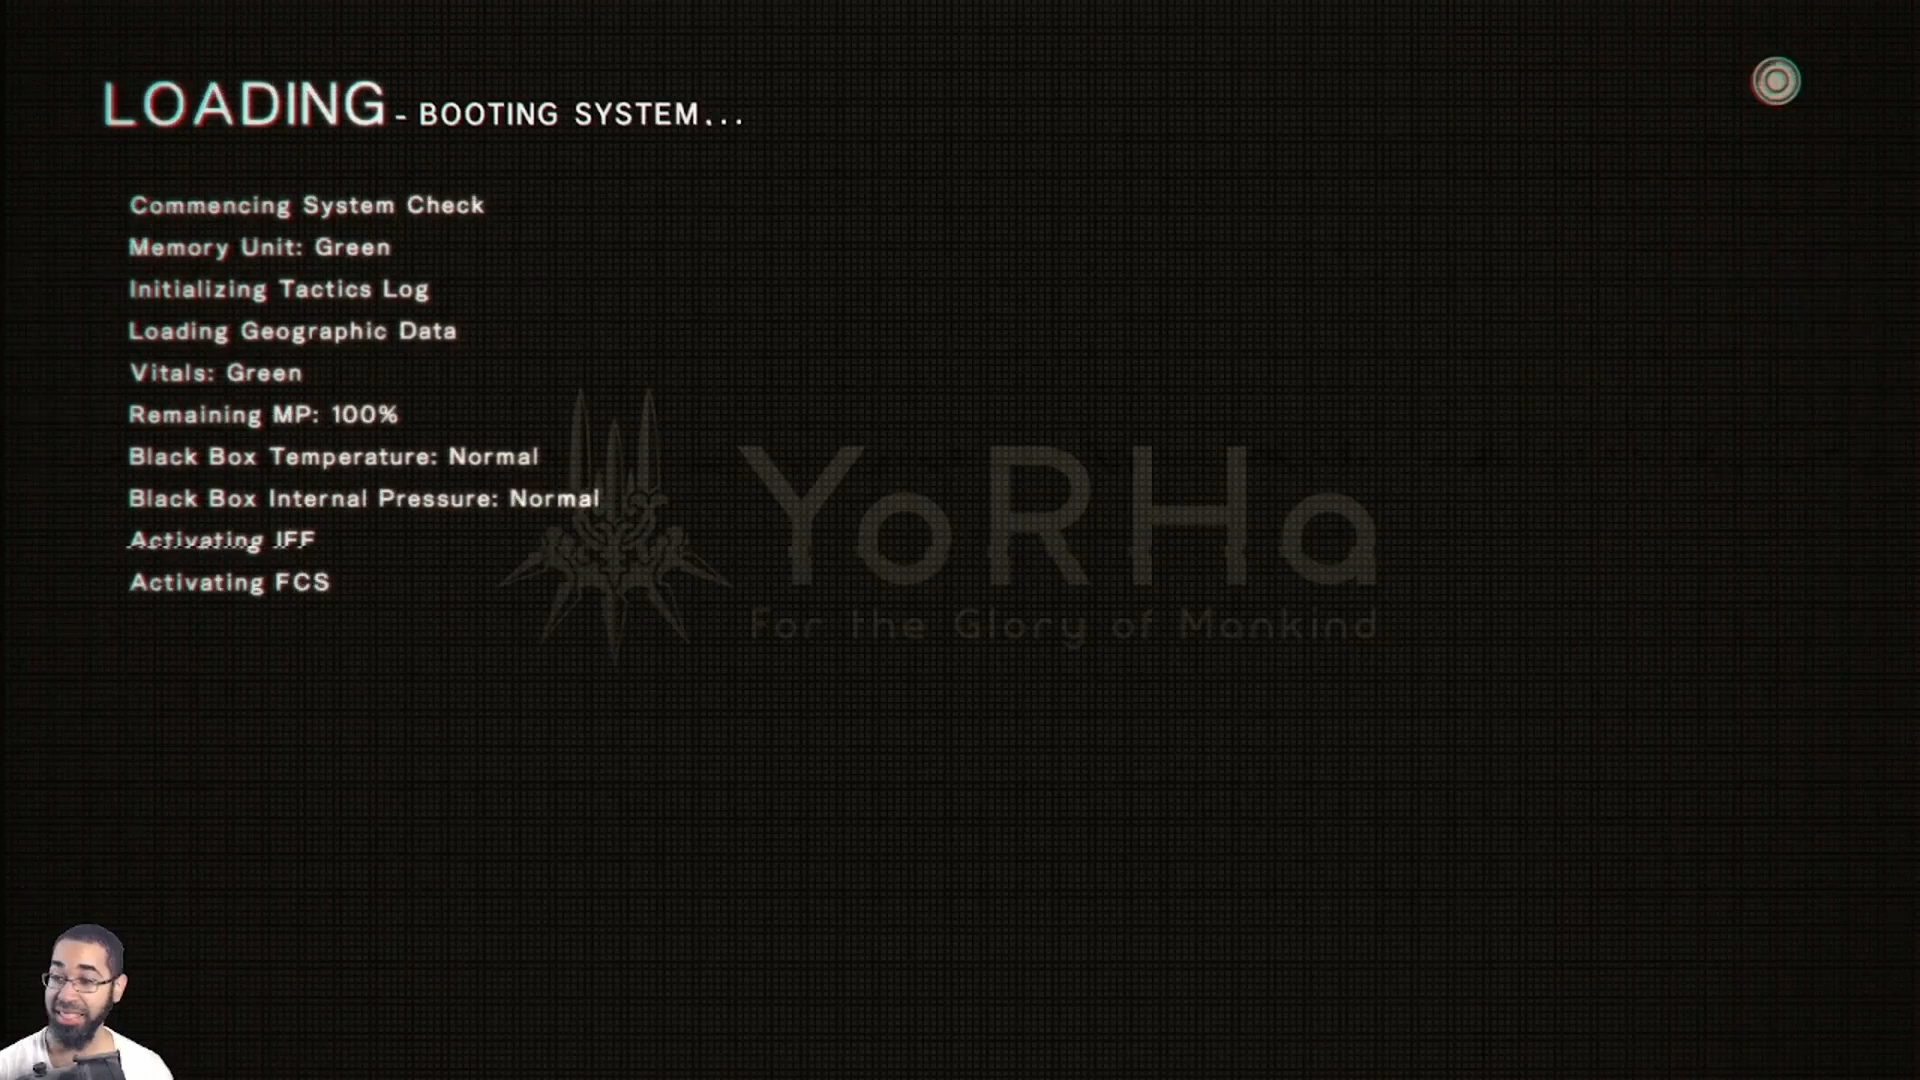 LOADING - BOOTING SYSTEM...
Commencing System Check
Memory Unit: Green
Initializing Tactics Log
Loading Geographic Data
Vitals: Green
Remaining MP: 100%
Black Box Temperature: Normal
Black Box Internal Pressure: Normal
Activating IFF
Activating FCS
YoRHa
For the Glory of Mankind